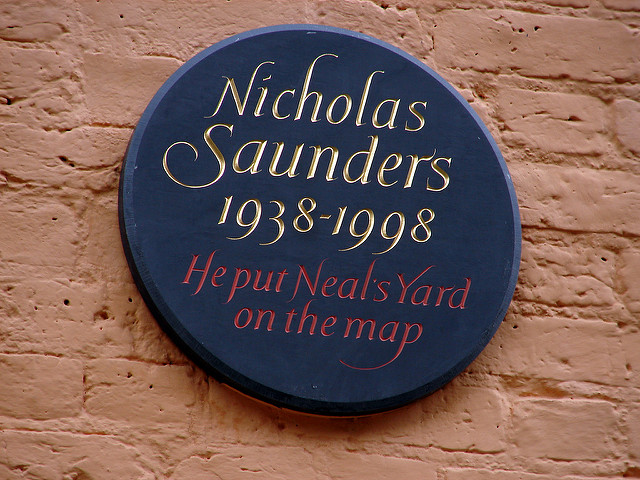 Nicholas
Saunders
1938-1998
He put Neal's Yard
on the map